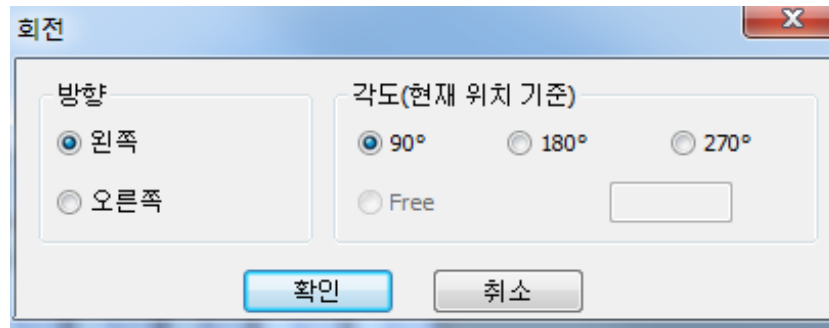 회전
방향
왼쪽
오른쪽
각도(현재 위치 기준)
90° 180° 270°
Free
확인 취소